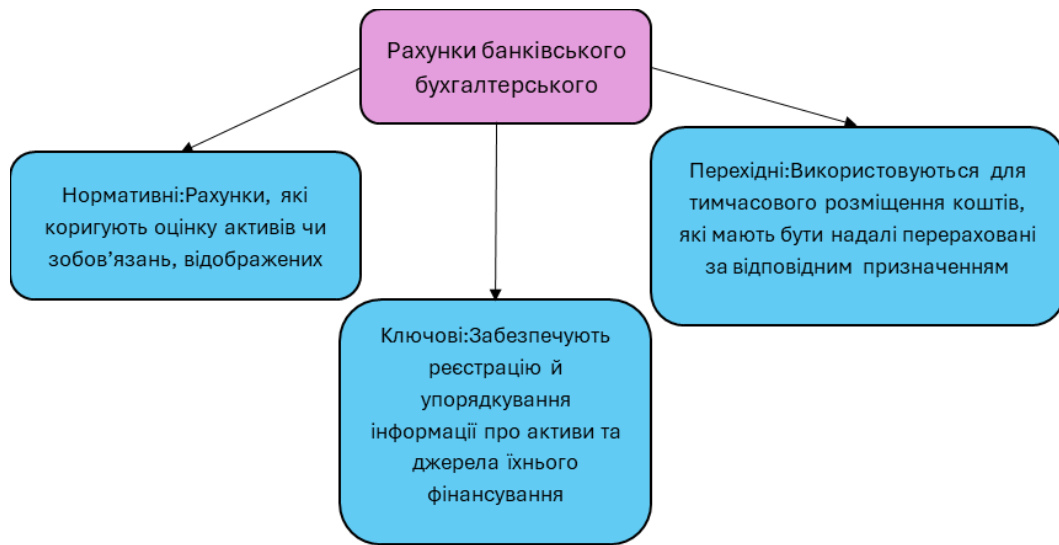 Рахунки банківського
бухгалтерського
Нормативні:Рахунки, які
коригують оцінку активів чи
зобов’язань, відображених
Ключові:Забезпечують
реєстрацію й
упорядкування
інформації про активи та
джерела їхнього
фінансування
Перехідні:Використовуються для
тимчасового розміщення коштів,
які мають бути надалі перераховані
за відповідним призначенням